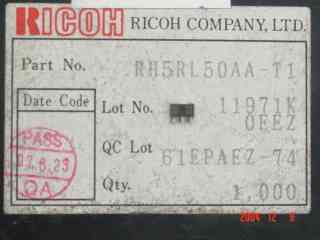 RICOH RICOH COMPANY, LTD.
Part No. RH5RL50AA-T1
Date Code
Lot No. 11971K
0EEZ
PASS
QA
QC Lot 61EPAEZ-74
Qty. 1,000
2004 12